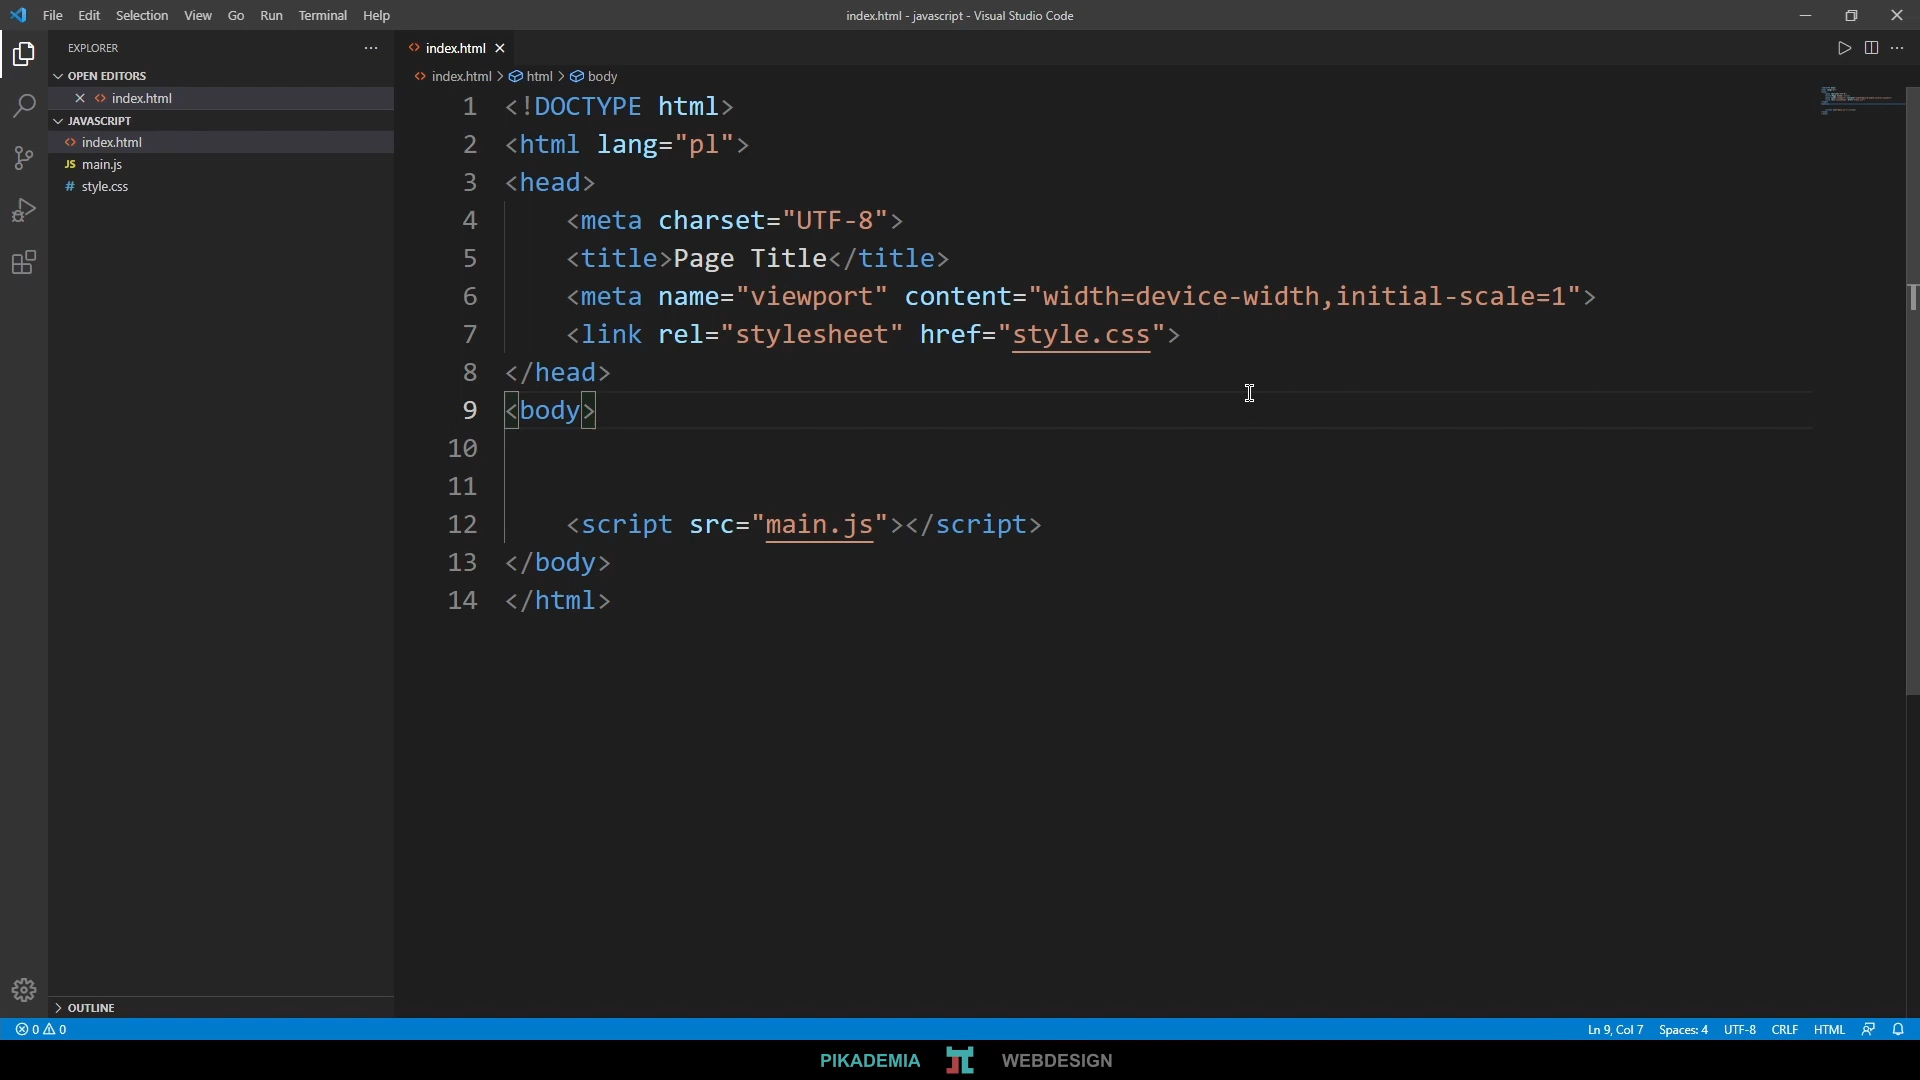 File Edit Selection View Go Run Terminal Help
index.html - javascript - Visual Studio Code
EXPLORER
OPEN EDITORS
index.html
JAVASCRIPT
index.html
JS main.js
# style.css
OUTLINE
index.html
index.html > html > body
1 <!DOCTYPE html>
2 <html lang="pl">
3 <head>
4     <meta charset="UTF-8">
5     <title>Page Title</title>
6     <meta name="viewport" content="width=device-width,initial-scale=1">
7     <link rel="stylesheet" href="style.css">
8 </head>
9 <body>
10
11
12     <script src="main.js"></script>
13 </body>
14 </html>
0 0
Ln 9, Col 7 Spaces: 4 UTF-8 CRLF HTML
PIKADEMIA WEBDESIGN